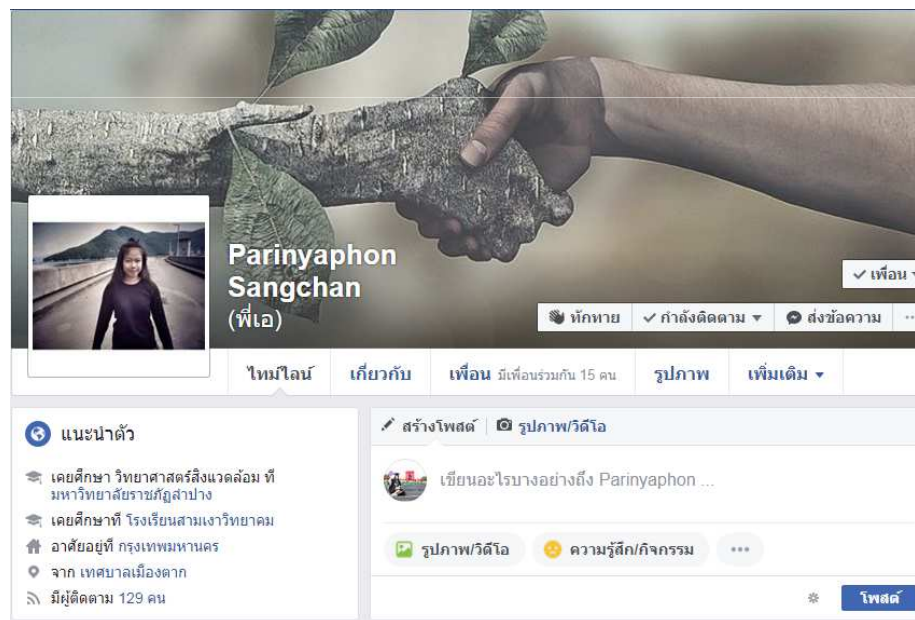 Parinyaphon
Sangchan
(พี่เอ)
เพื่อน
ทักทาย
กำลังติดตาม
ส่งข้อความ
ไทม์ไลน์
เกี่ยวกับ
เพื่อน มีเพื่อนร่วมกัน 15 คน
รูปภาพ
เพิ่มเติม
แนะนำตัว
เคยศึกษา วิทยาศาสตร์สิ่งแวดล้อม ที่
มหาวิทยาลัยราชภัฏลำปาง
เคยศึกษาที่ โรงเรียนสามเงาวิทยาคม
อาศัยอยู่ที่ กรุงเทพมหานคร
จาก เทศบาลเมืองตาก
มีผู้ติดตาม 129 คน
สร้างโพสต์
รูปภาพ/วิดีโอ
เขียนอะไรบางอย่างถึง Parinyaphon ...
รูปภาพ/วิดีโอ
ความรู้สึก/กิจกรรม
โพสต์